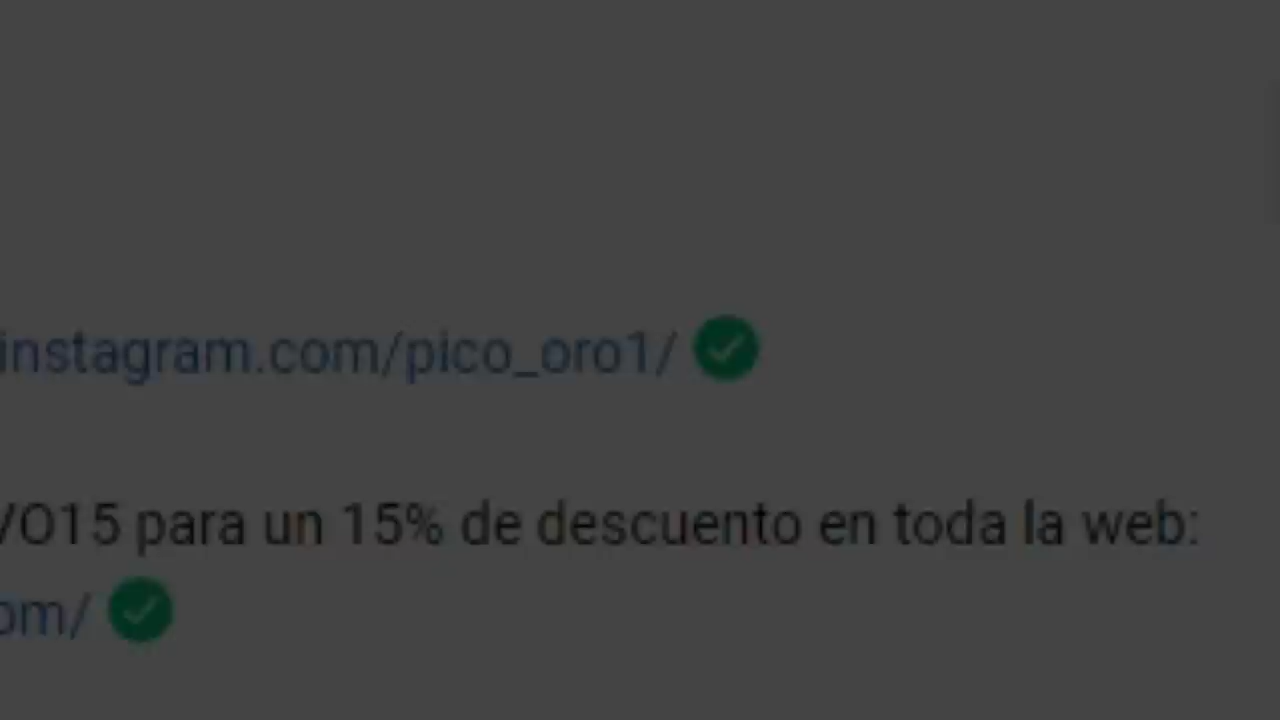 instagram.com/pico_oro1/
VO15 para un 15% de descuento en toda la web:
om/